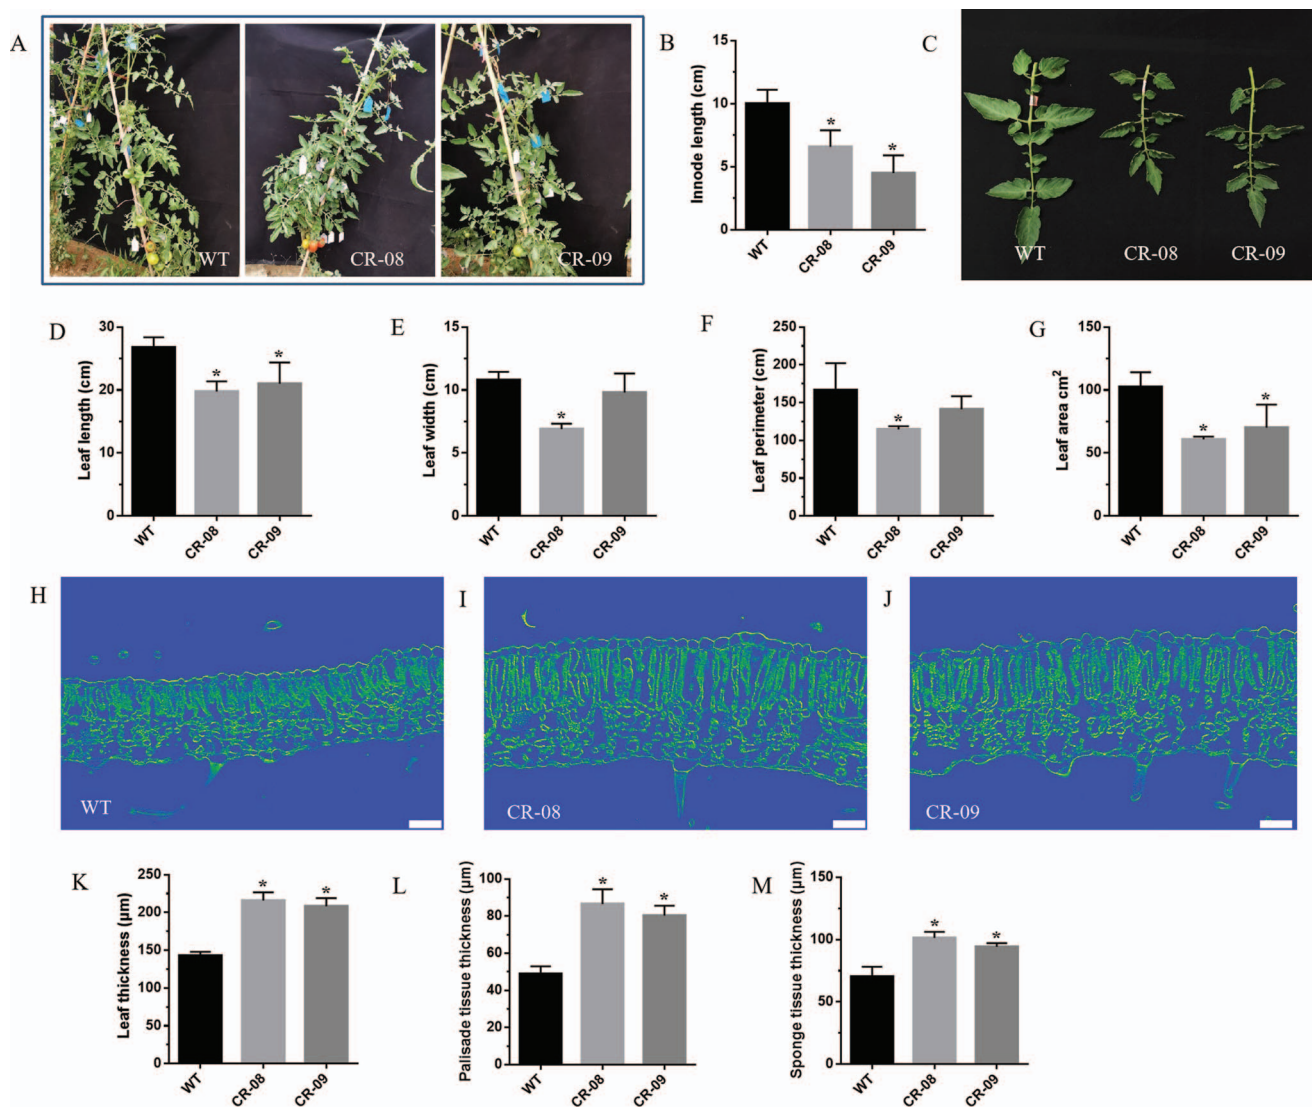 A
WT
CR-08
CR-09
B
Innode length (cm)
15
10
5
0
WT
CR-08
CR-09
*
*
C
WT
CR-08
CR-09
D
Leaf length (cm)
30
20
10
0
WT
CR-08
CR-09
*
*
E
Leaf width (cm)
15
10
5
0
WT
CR-08
CR-09
*
F
Leaf perimeter (cm)
250
200
150
100
50
0
WT
CR-08
CR-09
*
G
Leaf area cm²
150
100
50
0
WT
CR-08
CR-09
*
*
H
WT
I
CR-08
J
CR-09
K
Leaf thickness (μm)
250
200
150
100
50
0
WT
CR-08
CR-09
*
*
L
Palisade tissue thickness (μm)
100
80
60
40
20
0
WT
CR-08
CR-09
*
*
M
Sponge tissue thickness (μm)
150
100
50
0
WT
CR-08
CR-09
*
*